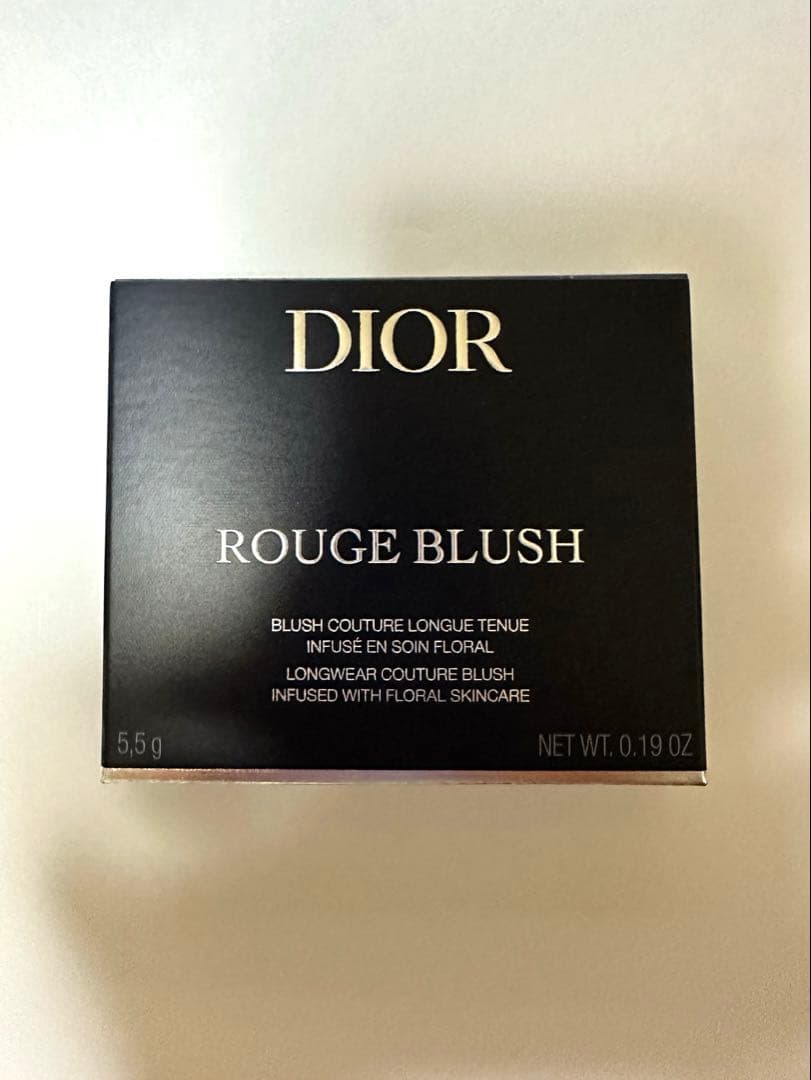 DIOR
ROUGE BLUSH
BLUSH COUTURE LONGUE TENUE
INFUSÉ EN SOIN FLORAL
LONGWEAR COUTURE BLUSH
INFUSED WITH FLORAL SKINCARE
5,5 g
NET WT. 0.19 OZ